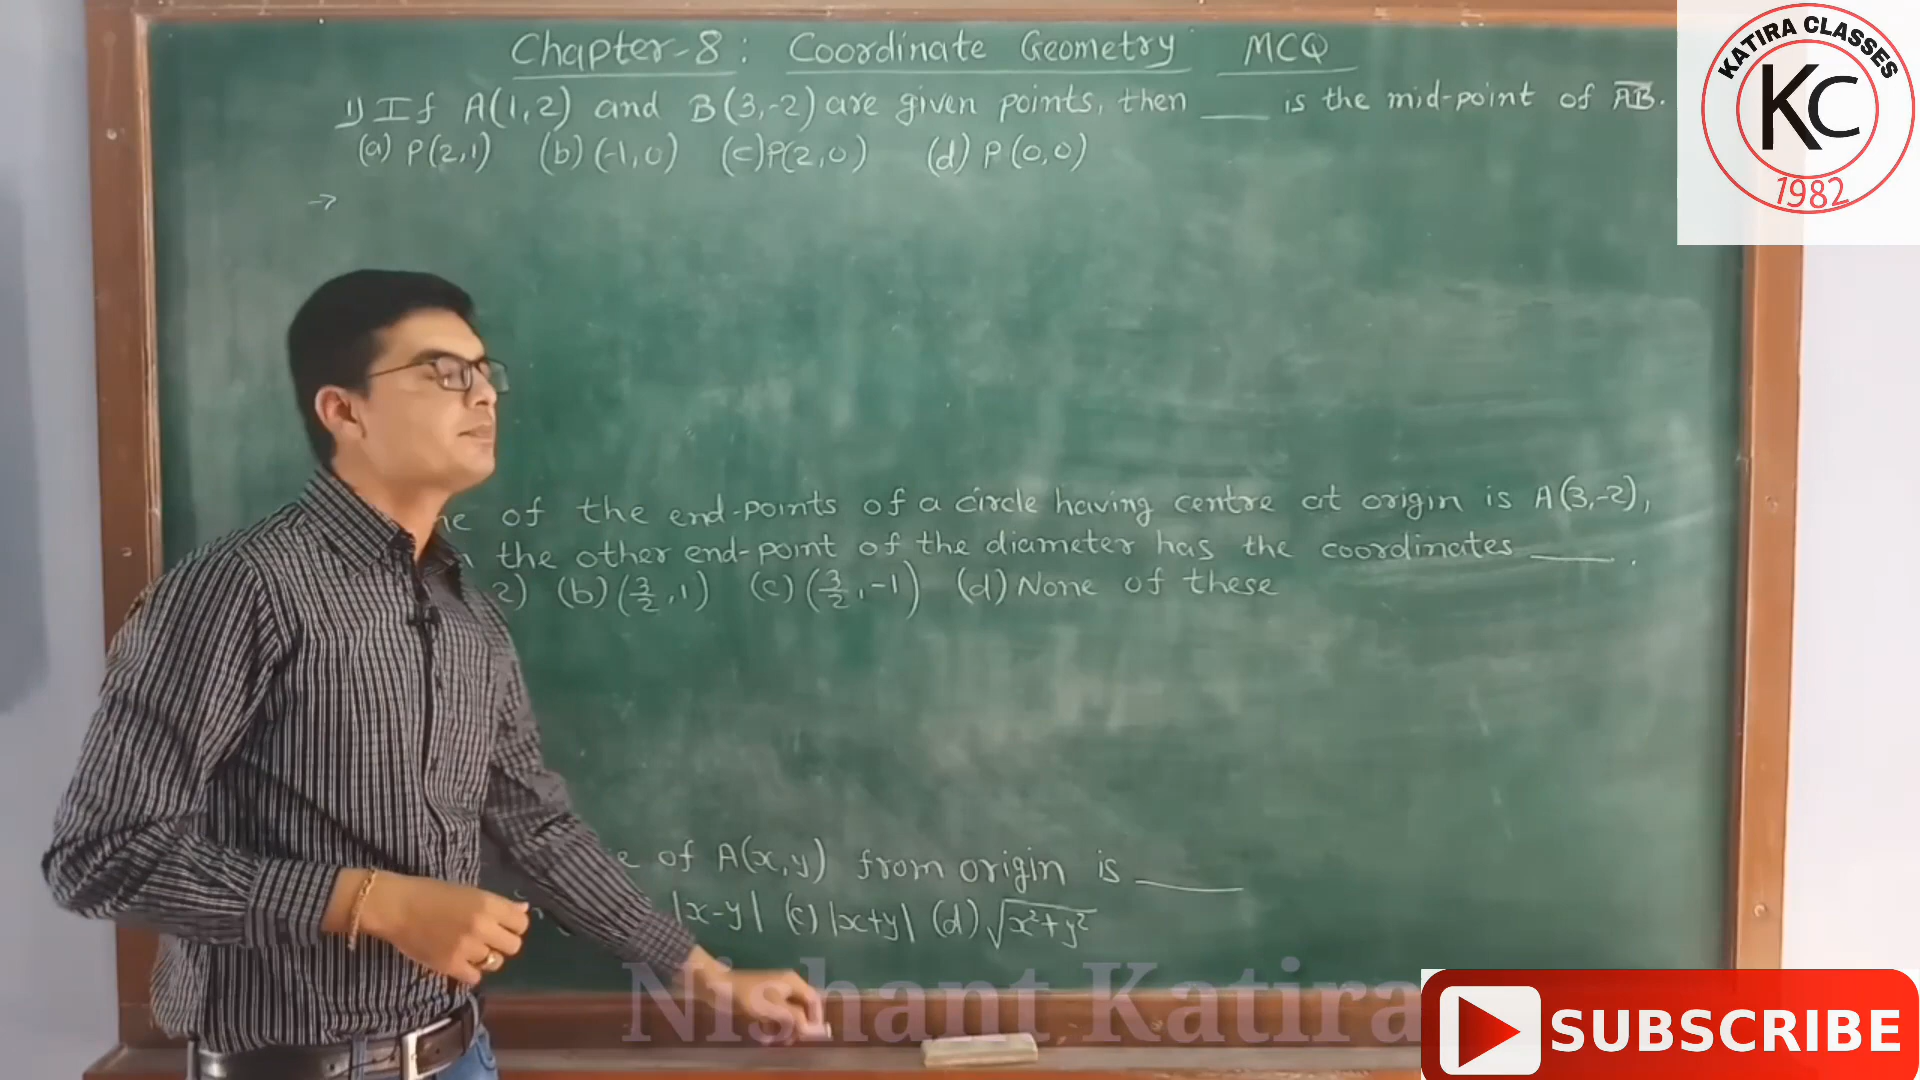 Chapter-8 : Coordinate Geometry MCQ
1) If A(1,2) and B(3,-2) are given points, then ____ is the mid-point of A̅B̅.
(a) P(2,1) (b) (-1,0) (c) P(2,0) (d) P(0,0)
→
of the end-points of a circle having centre at origin is A(3,-2),
the other end-point of the diameter has the coordinates ____.
2) (b) (3/2, 1) (c) (3/2, -1) (d) None of these
of A(x,y) from origin is ____
|x-y| (c) |x+y| (d) √x²+y²
KATIRA CLASSES
KC
1982
Nishant Katira
SUBSCRIBE